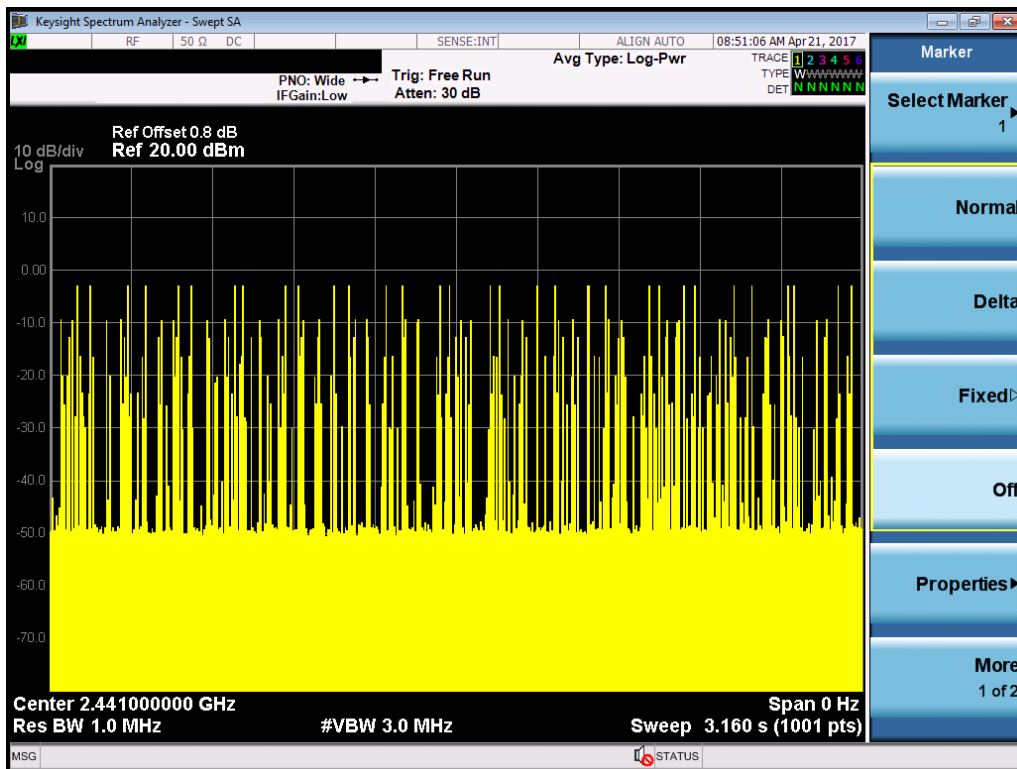 Keysight Spectrum Analyzer - Swept SA
LXI RF 50 Ω DC SENSE:INT ALIGN AUTO 08:51:06 AM Apr 21, 2017
Avg Type: Log-Pwr
TRACE 1 2 3 4 5 6
PNO: Wide Trig: Free Run
TYPE WWWWWW
IFGain:Low Atten: 30 dB
DET N N N N N N
Ref Offset 0.8 dB
10 dB/div Ref 20.00 dBm
Log
10.0
0.00
-10.0
-20.0
-30.0
-40.0
-50.0
-60.0
-70.0
Center 2.441000000 GHz Span 0 Hz
Res BW 1.0 MHz #VBW 3.0 MHz Sweep 3.160 s (1001 pts)
MSG STATUS
Marker
Select Marker
1
Normal
Delta
Fixed
Off
Properties
More
1 of 2